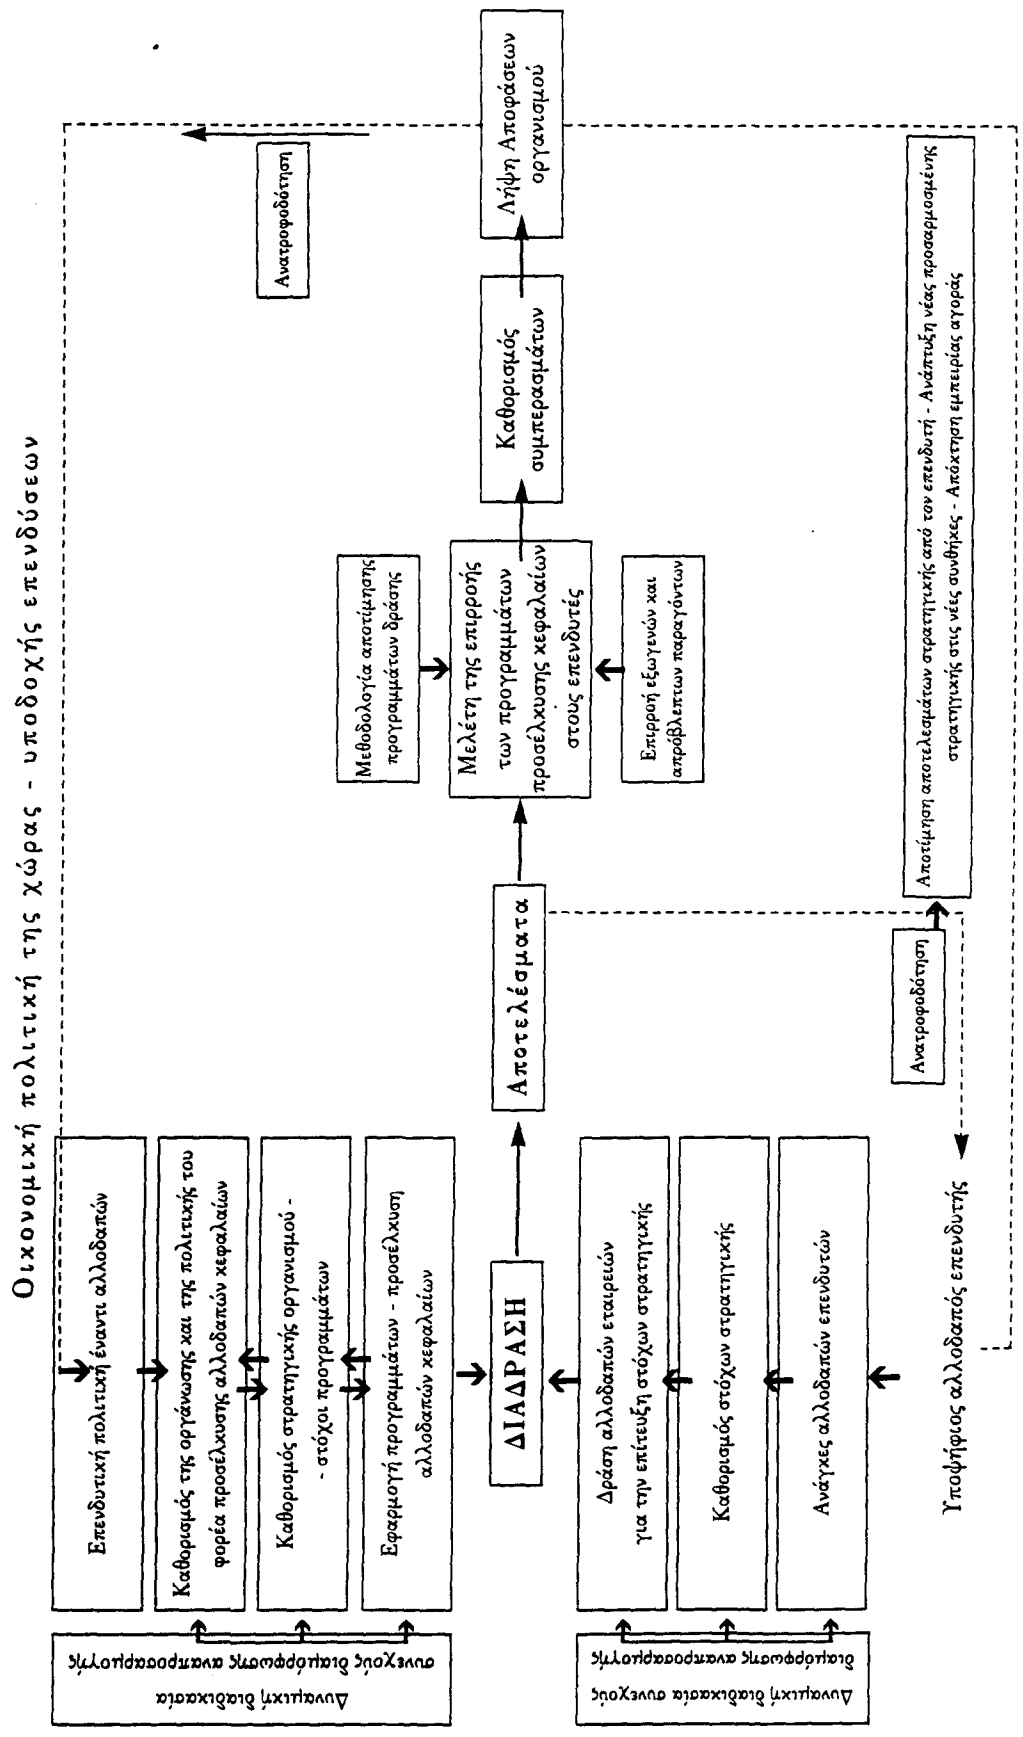 Οικονομική πολιτική της χώρας - υποδοχής επενδύσεων
Δυναμική διαδικασία
συνεχούς διαμόρφωσης αναπροσαρμογής
Επενδυτική πολιτική έναντι αλλοδαπών
Καθορισμός της οργάνωσης και της πολιτικής του
φορέα προσέλκυσης αλλοδαπών κεφαλαίων
Καθορισμός στρατηγικής οργανισμού -
- στόχοι προγραμμάτων
Εφαρμογή προγραμμάτων - προσέλκυση
αλλοδαπών κεφαλαίων
ΔΙΑΔΡΑΣΗ
Δυναμική διαδικασία συνεχούς
διαμόρφωσης αναπροσαρμογής
Δράση αλλοδαπών εταιρειών
για την επίτευξη στόχων στρατηγικής
Καθορισμός στόχων στρατηγικής
Ανάγκες αλλοδαπών επενδυτών
Υποψήφιος αλλοδαπός επενδυτής
Αποτελέσματα
Μεθοδολογία αποτίμησης
προγραμμάτων δράσης
Μελέτη της επιρροής
των προγραμμάτων
προσέλκυσης κεφαλαίων
στους επενδυτές
Επιρροή εξωγενών και
απρόβλεπτων παραγόντων
Καθορισμός
συμπερασμάτων
Λήψη Αποφάσεων
οργανισμού
Ανατροφοδότηση
Ανατροφοδότηση
Αποτίμηση αποτελεσμάτων στρατηγικής από τον επενδυτή - Ανάπτυξη νέας προσαρμοσμένης
στρατηγικής στις νέες συνθήκες - Απόκτηση εμπειρίας αγοράς